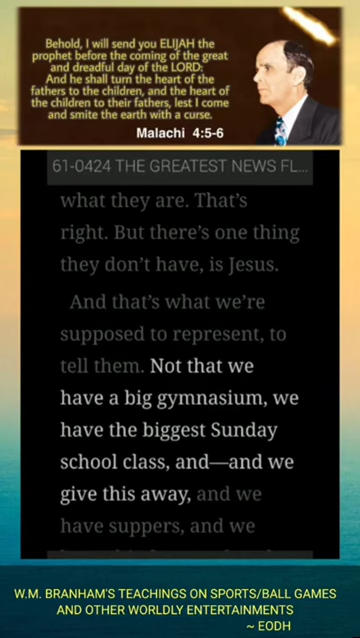 Behold, I will send you ELIJAH the
prophet before the coming of the great
and dreadful day of the LORD:
And he shall turn the heart of the
fathers to the children, and the heart of
the children to their fathers, lest I come
and smite the earth with a curse.
Malachi 4:5-6
61-0424 THE GREATEST NEWS FL...
what they are. That's
right. But there's one thing
they don't have, is Jesus.
And that's what we're
supposed to represent, to
tell them. Not that we
have a big gymnasium, we
have the biggest Sunday
school class, and—and we
give this away, and we
have suppers, and we
W.M. BRANHAM'S TEACHINGS ON SPORTS/BALL GAMES
AND OTHER WORLDLY ENTERTAINMENTS
~ EODH